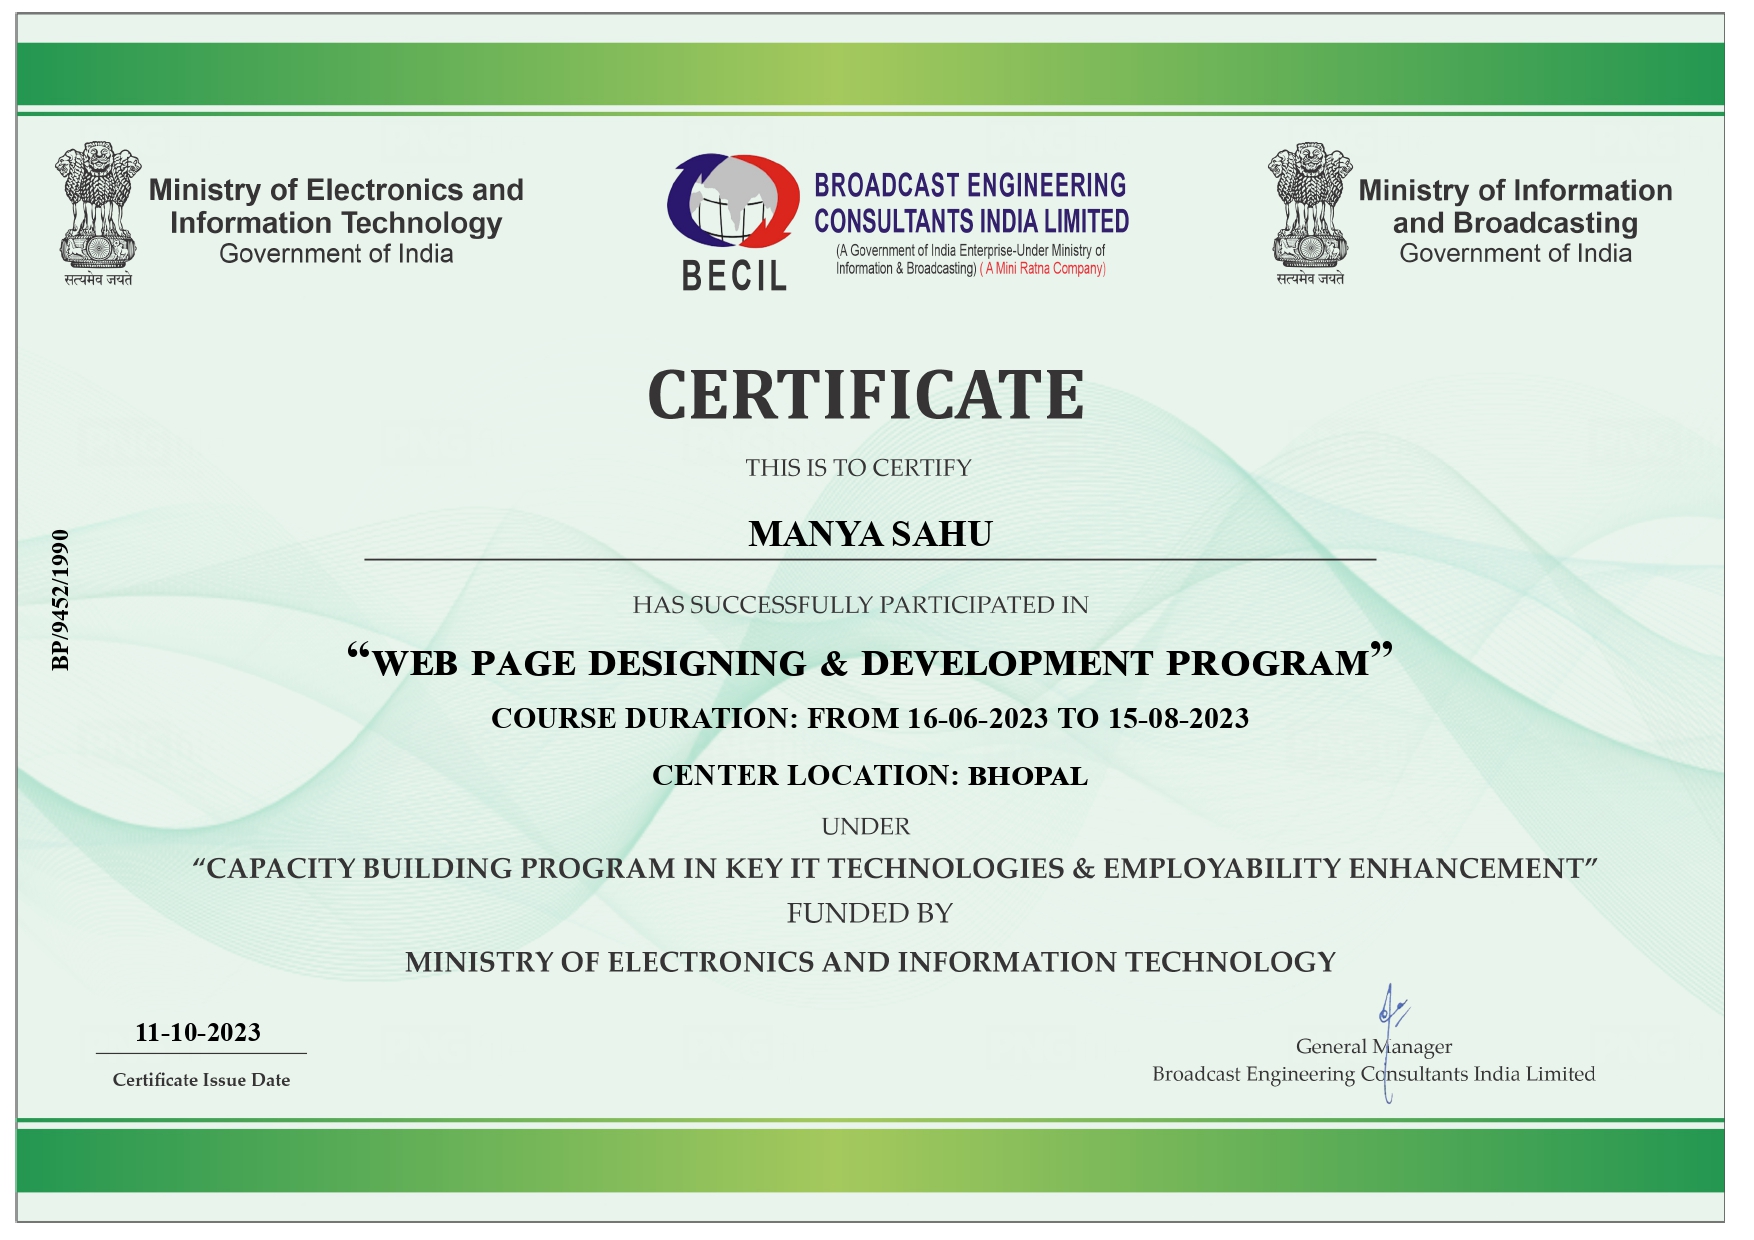 Ministry of Electronics and
Information Technology
Government of India
सत्यमेव जयते
BROADCAST ENGINEERING
CONSULTANTS INDIA LIMITED
(A Government of India Enterprise-Under Ministry of
Information & Broadcasting) ( A Mini Ratna Company)
BECIL
Ministry of Information
and Broadcasting
Government of India
सत्यमेव जयते
CERTIFICATE
THIS IS TO CERTIFY
MANYA SAHU
BP/9452/1990
HAS SUCCESSFULLY PARTICIPATED IN
“WEB PAGE DESIGNING & DEVELOPMENT PROGRAM”
COURSE DURATION: FROM 16-06-2023 TO 15-08-2023
CENTER LOCATION: BHOPAL
UNDER
“CAPACITY BUILDING PROGRAM IN KEY IT TECHNOLOGIES & EMPLOYABILITY ENHANCEMENT”
FUNDED BY
MINISTRY OF ELECTRONICS AND INFORMATION TECHNOLOGY
11-10-2023
Certificate Issue Date
General Manager
Broadcast Engineering Consultants India Limited